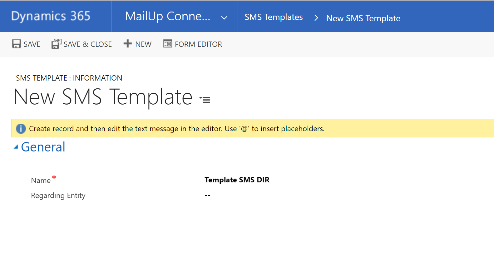 Dynamics 365 MailUp Conne... SMS Templates > New SMS Template
SAVE SAVE & CLOSE NEW FORM EDITOR
SMS TEMPLATE : INFORMATION
New SMS Template
Create record and then edit the text message in the editor. Use '@' to insert placeholders.
General
Name * Template SMS DIR
Regarding Entity --